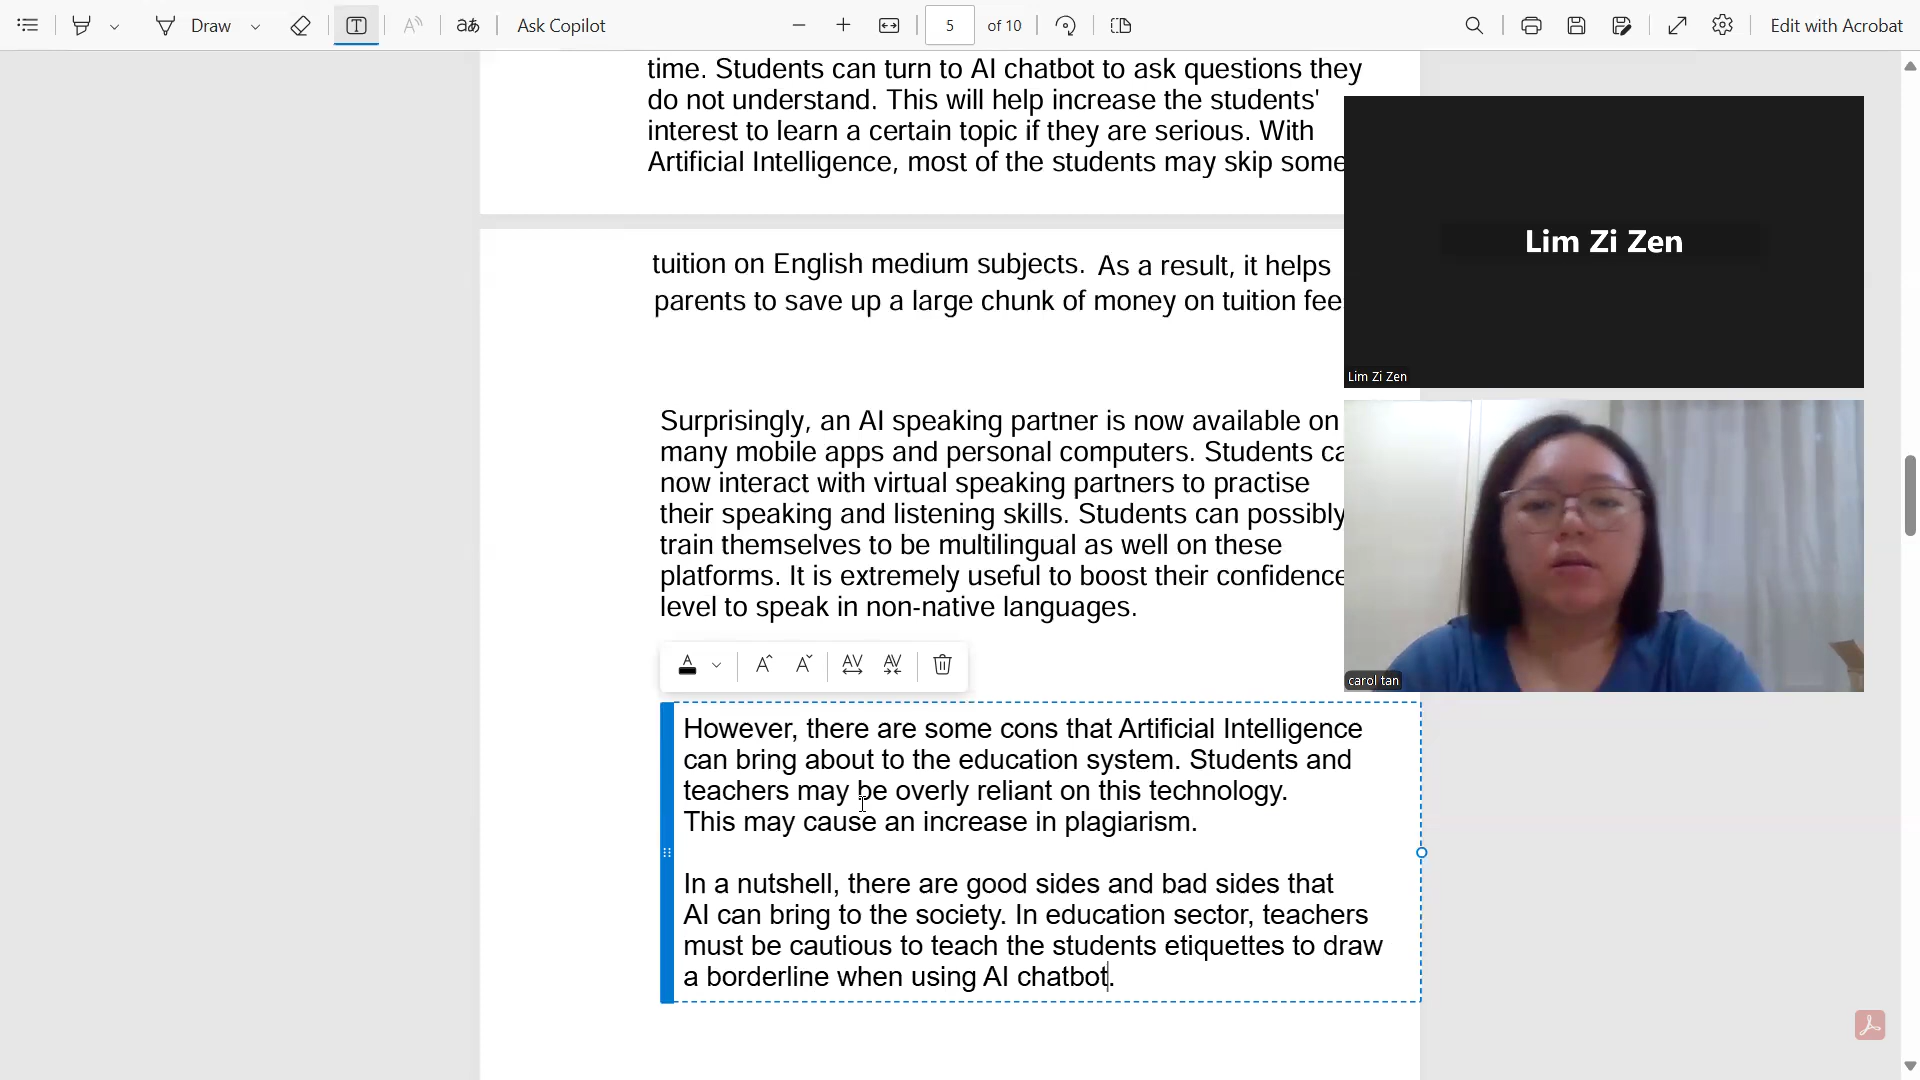 Draw
Ask Copilot
5
of 10
Edit with Acrobat
time. Students can turn to AI chatbot to ask questions they
do not understand. This will help increase the students'
interest to learn a certain topic if they are serious. With
Artificial Intelligence, most of the students may skip some
tuition on English medium subjects. As a result, it helps
parents to save up a large chunk of money on tuition fee
Surprisingly, an AI speaking partner is now available on
many mobile apps and personal computers. Students ca
now interact with virtual speaking partners to practise
their speaking and listening skills. Students can possibly
train themselves to be multilingual as well on these
platforms. It is extremely useful to boost their confidence
level to speak in non-native languages.
However, there are some cons that Artificial Intelligence
can bring about to the education system. Students and
teachers may be overly reliant on this technology.
This may cause an increase in plagiarism.
In a nutshell, there are good sides and bad sides that
AI can bring to the society. In education sector, teachers
must be cautious to teach the students etiquettes to draw
a borderline when using AI chatbot.
Lim Zi Zen
Lim Zi Zen
carol tan